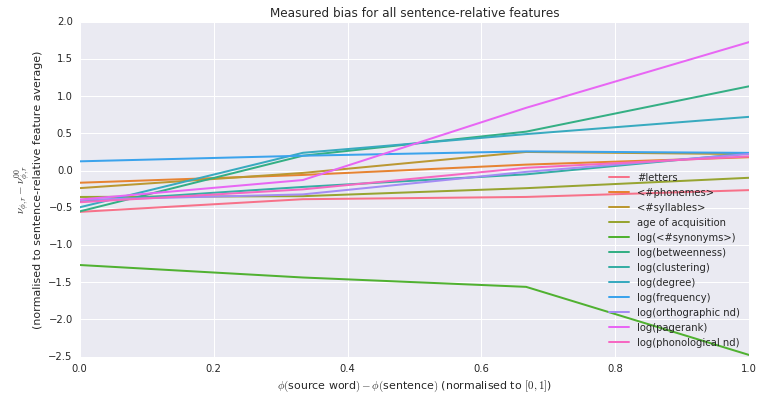 Measured bias for all sentence-relative features
2.0
1.5
1.0
0.5
0.0
−0.5
−1.0
−1.5
−2.0
−2.5
ν_{ϕ,r} − ν^{00}_{ϕ,r}
(normalised to sentence-relative feature average)
#letters
<#phonemes>
<#syllables>
age of acquisition
log(<#synonyms>)
log(betweenness)
log(clustering)
log(degree)
log(frequency)
log(orthographic nd)
log(pagerank)
log(phonological nd)
0.0 0.2 0.4 0.6 0.8 1.0
ϕ(source word) − ϕ(sentence) (normalised to [0, 1])